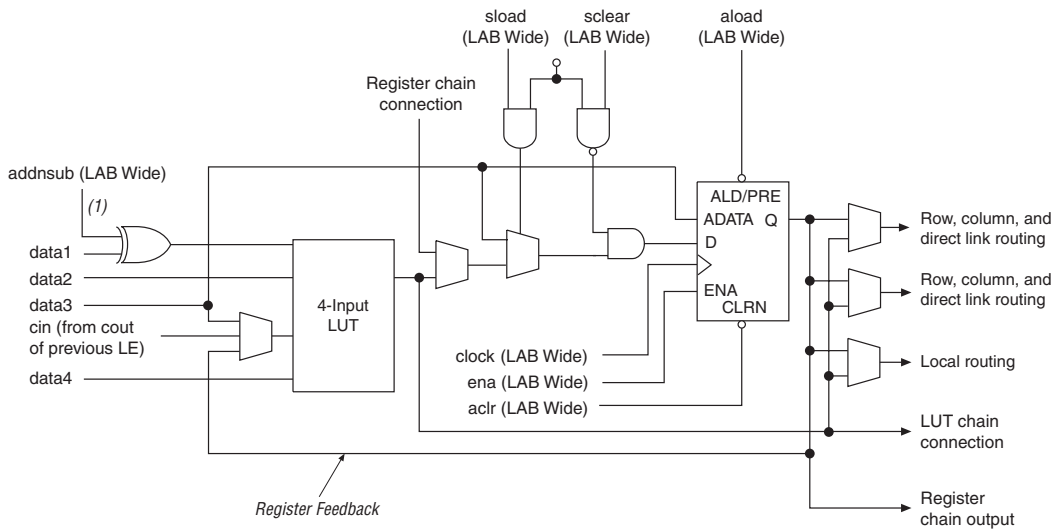 sload
(LAB Wide)
sclear
(LAB Wide)
aload
(LAB Wide)
Register chain
connection
addnsub (LAB Wide)
(1)
data1
data2
data3
cin (from cout
of previous LE)
data4
4-Input
LUT
ALD/PRE
ADATA Q
D
ENA
CLRN
clock (LAB Wide)
ena (LAB Wide)
aclr (LAB Wide)
Row, column, and
direct link routing
Row, column, and
direct link routing
Local routing
LUT chain
connection
Register
chain output
Register Feedback